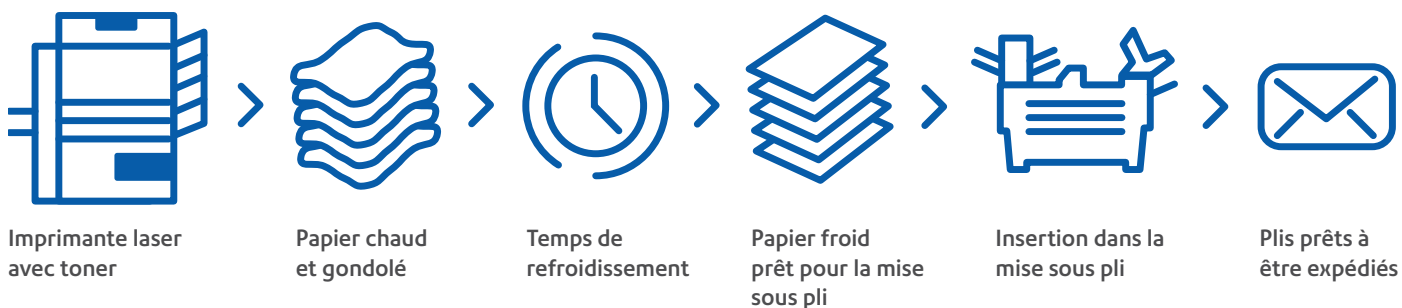 Imprimante laser
avec toner
Papier chaud
et gondolé
Temps de
refroidissement
Papier froid
prêt pour la mise
sous pli
Insertion dans la
mise sous pli
Plis prêts à
être expédiés